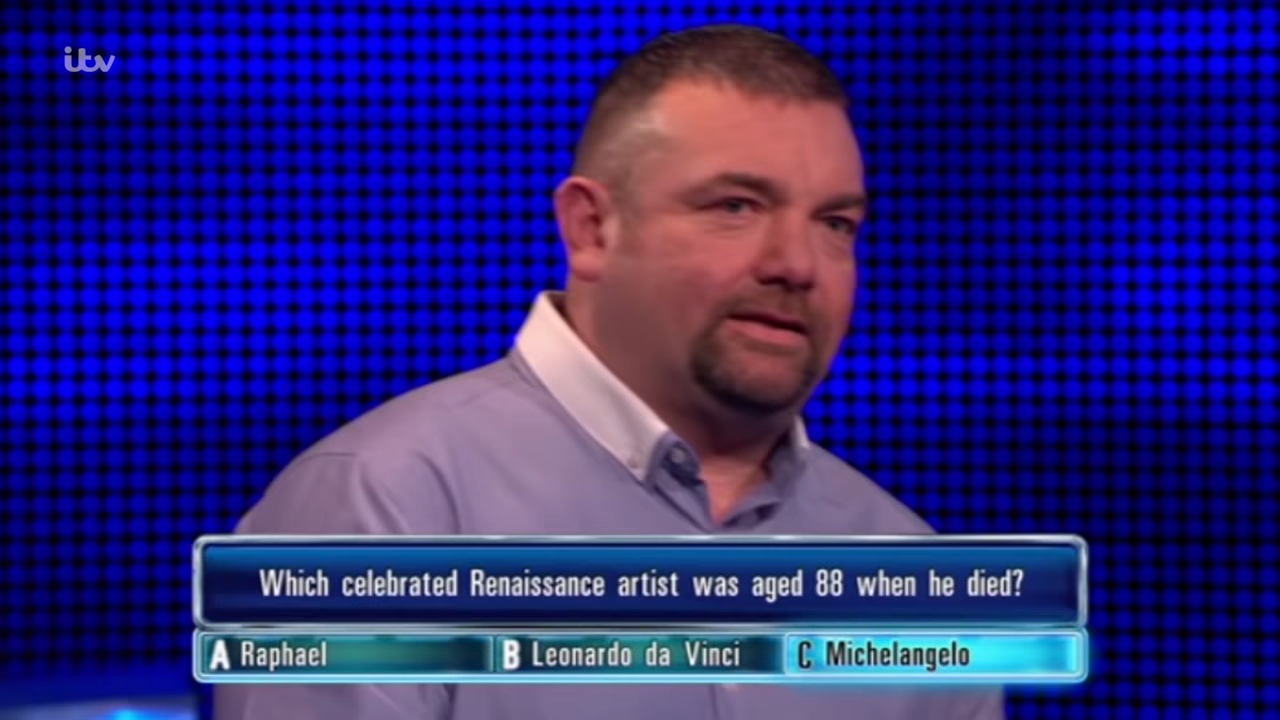 itv
Which celebrated Renaissance artist was aged 88 when he died?
A Raphael B Leonardo da Vinci C Michelangelo